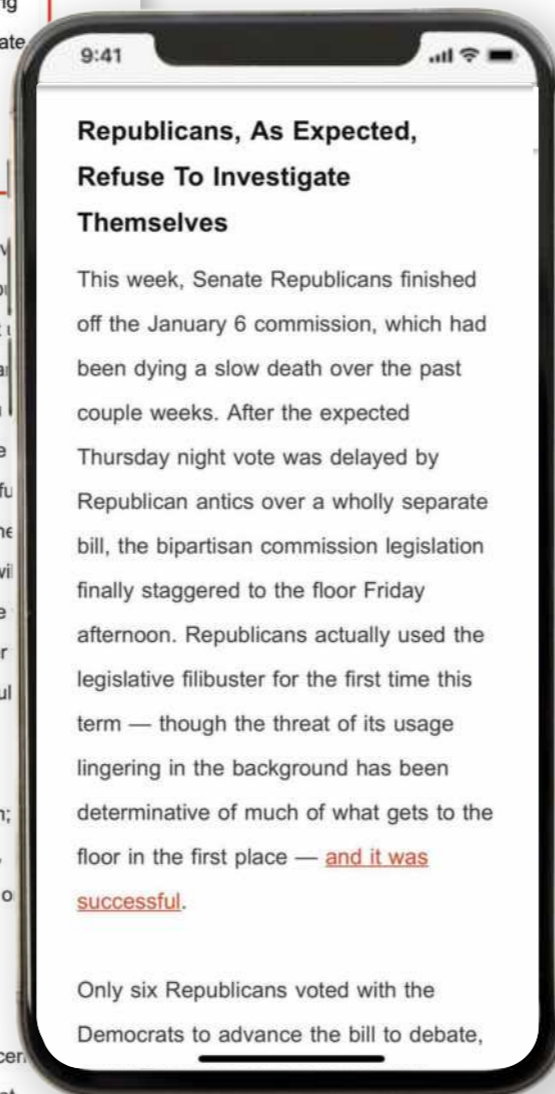 9:41
Republicans, As Expected,
Refuse To Investigate
Themselves
This week, Senate Republicans finished
off the January 6 commission, which had
been dying a slow death over the past
couple weeks. After the expected
Thursday night vote was delayed by
Republican antics over a wholly separate
bill, the bipartisan commission legislation
finally staggered to the floor Friday
afternoon. Republicans actually used the
legislative filibuster for the first time this
term — though the threat of its usage
lingering in the background has been
determinative of much of what gets to the
floor in the first place — and it was
successful.
Only six Republicans voted with the
Democrats to advance the bill to debate,